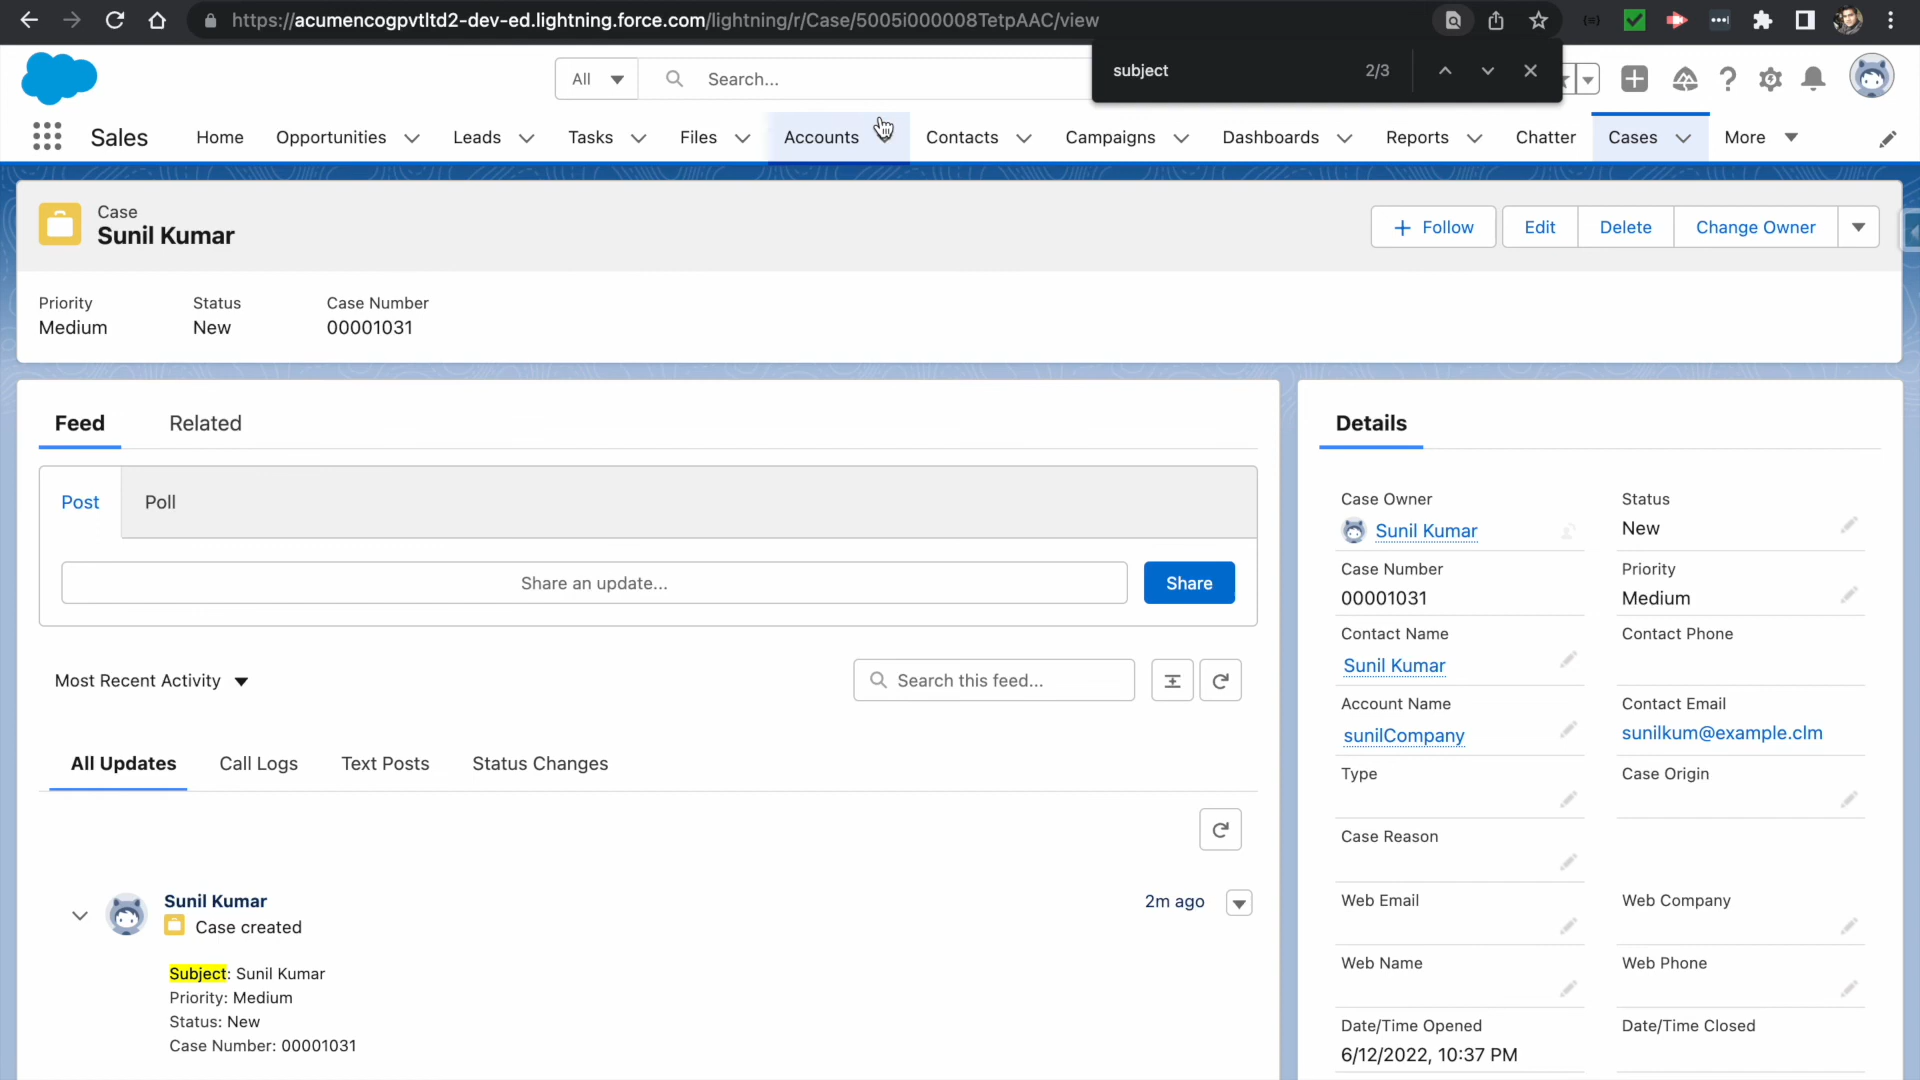 https://acumencogpvtltd2-dev-ed.lightning.force.com/lightning/r/Case/5005i000008TetpAAC/view
subject 2/3
All Search...
Sales Home Opportunities Leads Tasks Files Accounts Contacts Campaigns Dashboards Reports Chatter Cases More
Case
Sunil Kumar
Follow Edit Delete Change Owner
Priority Status Case Number
Medium New 00001031
Feed Related
Post Poll
Share an update... Share
Most Recent Activity
Search this feed...
All Updates Call Logs Text Posts Status Changes
Sunil Kumar 2m ago
Case created
Subject: Sunil Kumar
Priority: Medium
Status: New
Case Number: 00001031
Details
Case Owner Status
Sunil Kumar New
Case Number Priority
00001031 Medium
Contact Name Contact Phone
Sunil Kumar
Account Name Contact Email
sunilCompany sunilkum@example.clm
Type Case Origin
Case Reason
Web Email Web Company
Web Name Web Phone
Date/Time Opened Date/Time Closed
6/12/2022, 10:37 PM